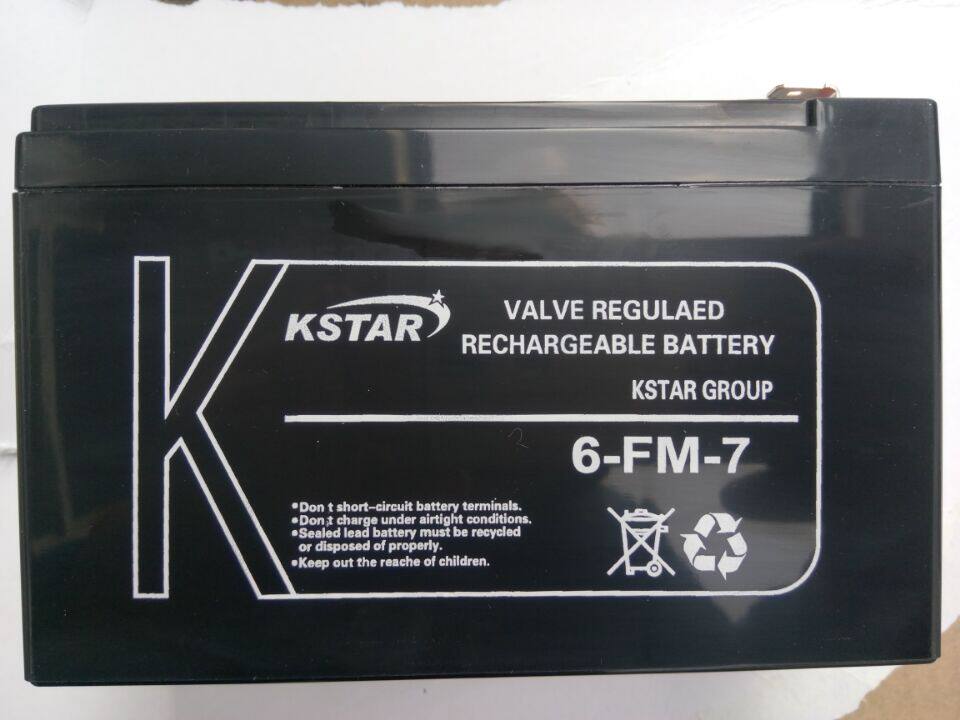 KSTAR
VALVE REGULAED
RECHARGEABLE BATTERY
KSTAR GROUP
6-FM-7
•Don t short-circuit battery terminals.
•Don;t charge under airtight conditions.
•Sealed lead battery must be recycled
or disposed of properly.
•Keep out the reache of children.